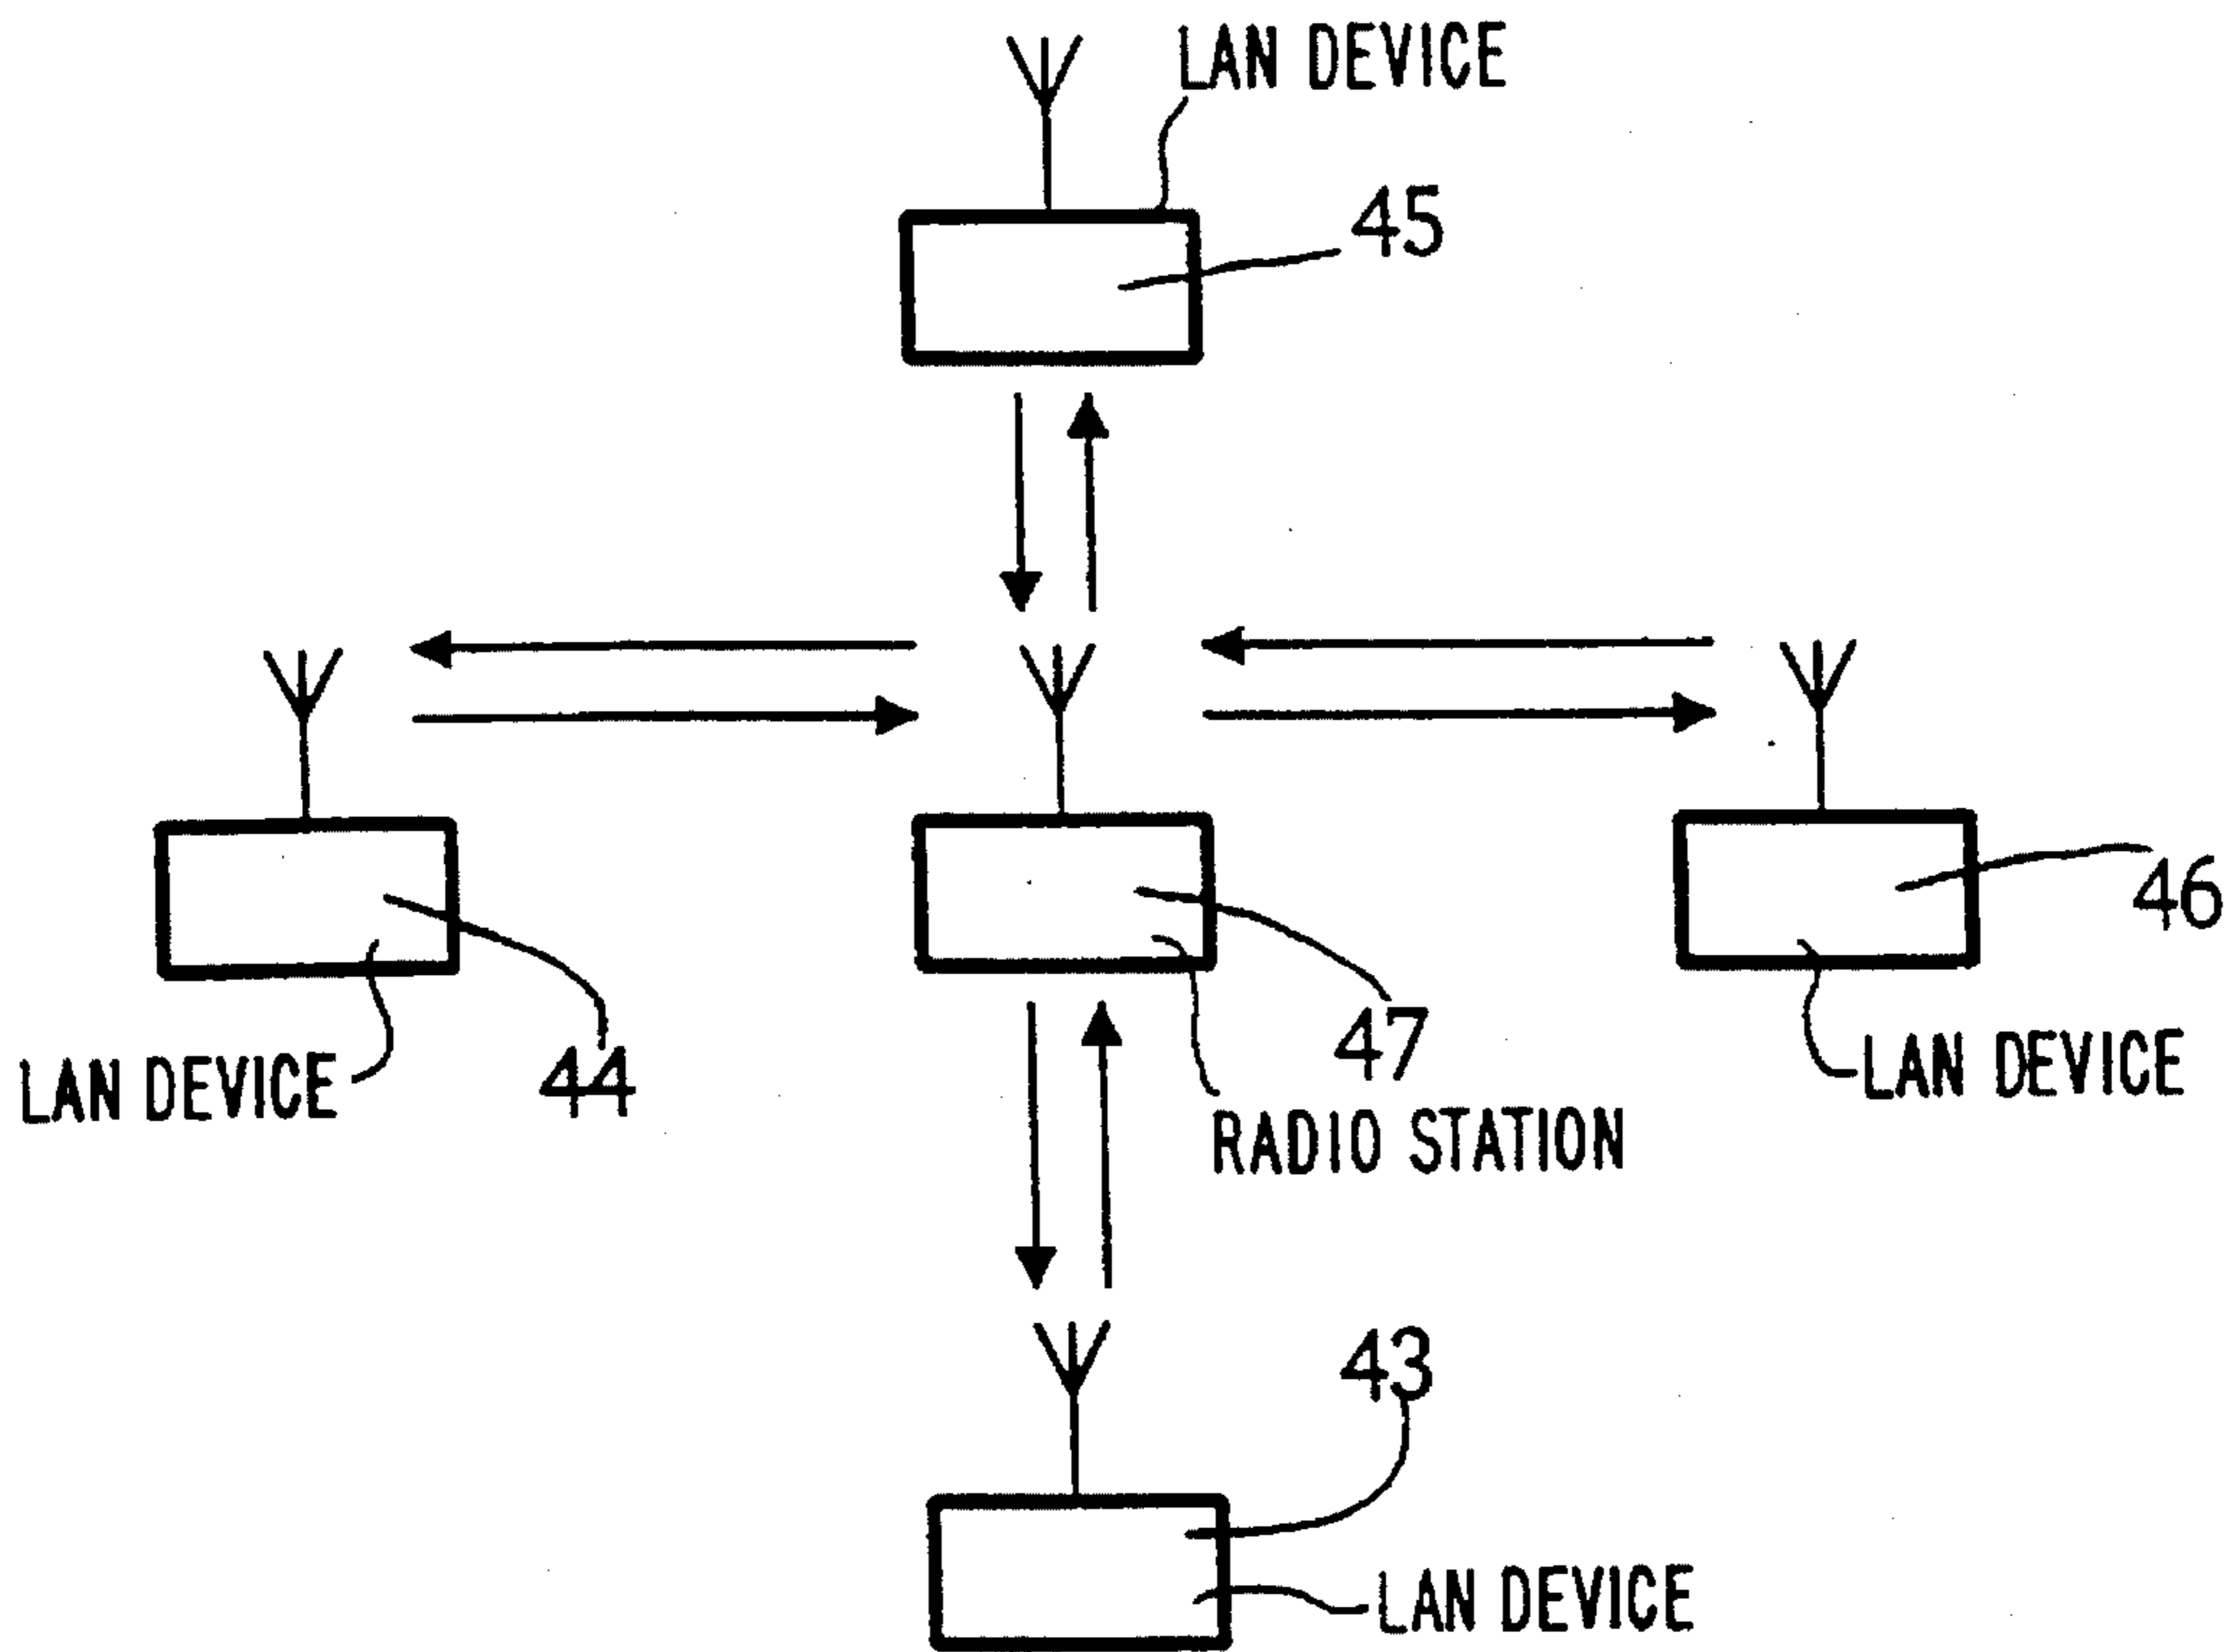 LAN DEVICE
45
46
47
LAN DEVICE
44
LAN DEVICE
RADIO STATION
43
LAN DEVICE